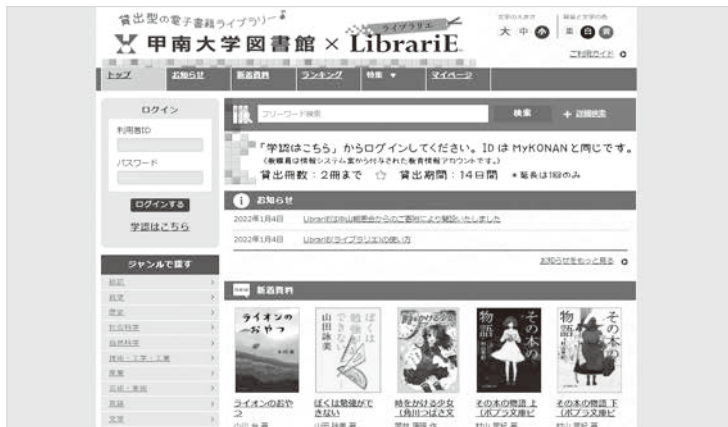 貸出型の電子書籍ライブラリー
甲南大学図書館 × LibrariE
ライブラリエ
文字の大きさ
大 中 小
背景と文字の色
黒 白 黄
ご利用ガイド
トップ
お知らせ
新着資料
ランキング
特集
マイページ
ログイン
利用者ID
パスワード
ログインする
学認はこちら
フリーワード検索
検索
詳細検索
「学認はこちら」からログインしてください。IDはMyKONANと同じです。
(教職員は情報システム室から付与された教育情報アカウントです。)
貸出冊数：2冊まで ☆ 貸出期間：14日間 *延長は1回のみ
お知らせ
2022年1月4日
2022年1月4日 LibrariE(ライブラリエ)の使い方
お知らせをもっと見る
ジャンルで探す
総記
哲学
歴史
社会科学
自然科学
技術・工学・工業
産業
芸術・美術
言語
文学
新着資料
ライオンのおやつ
ぼくは勉強ができない
山田詠美
時をかける少女
その本の物語
その本の物語
ライオンのおやつ
ぼくは勉強ができない
時をかける少女（角川つばさ文
その本の物語 上（ポプラ文庫ピ
その本の物語 下（ポプラ文庫ピ